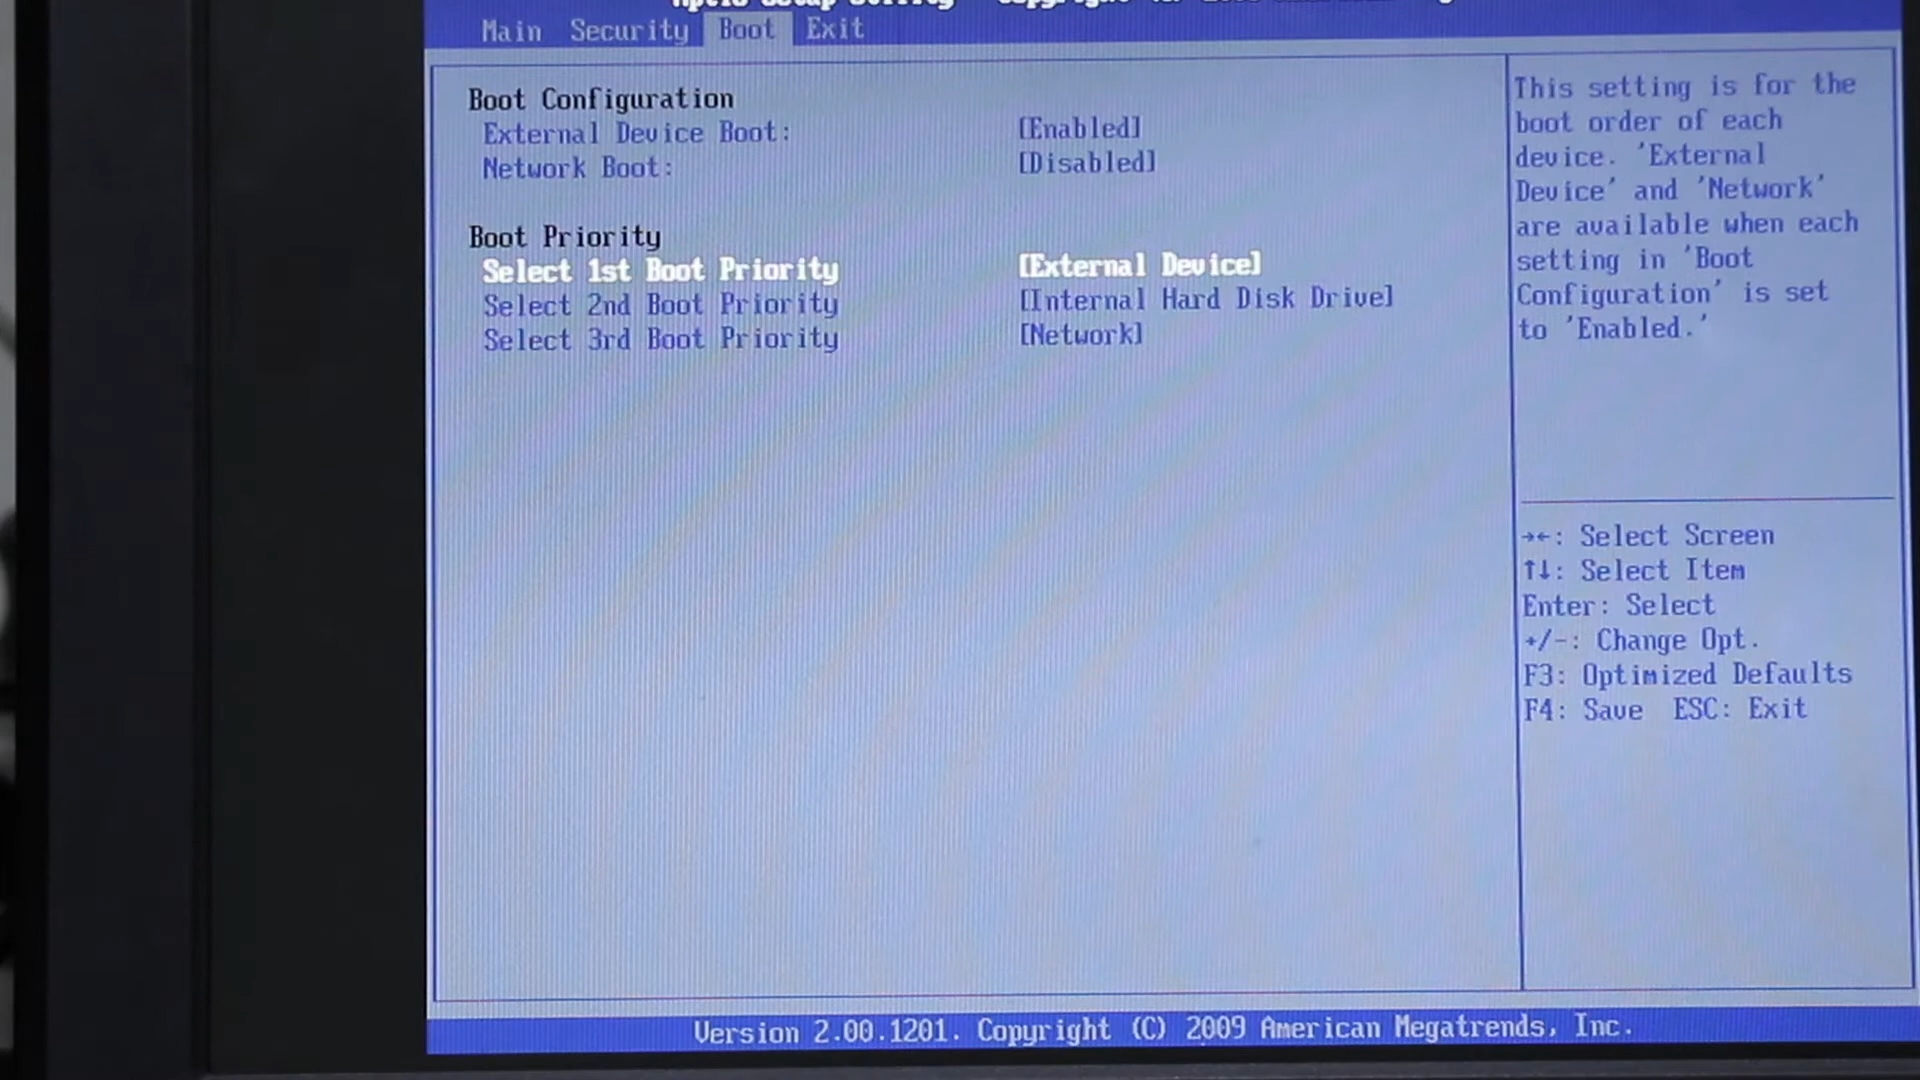 Main Security Boot Exit
Boot Configuration
External Device Boot: [Enabled]
Network Boot: [Disabled]
Boot Priority
Select 1st Boot Priority [External Device]
Select 2nd Boot Priority [Internal Hard Disk Drive]
Select 3rd Boot Priority [Network]
This setting is for the
boot order of each
device. 'External
Device' and 'Network'
are available when each
setting in 'Boot
Configuration' is set
to 'Enabled.'
→←: Select Screen
↑↓: Select Item
Enter: Select
+/-: Change Opt.
F3: Optimized Defaults
F4: Save ESC: Exit
Version 2.00.1201. Copyright (C) 2009 American Megatrends, Inc.